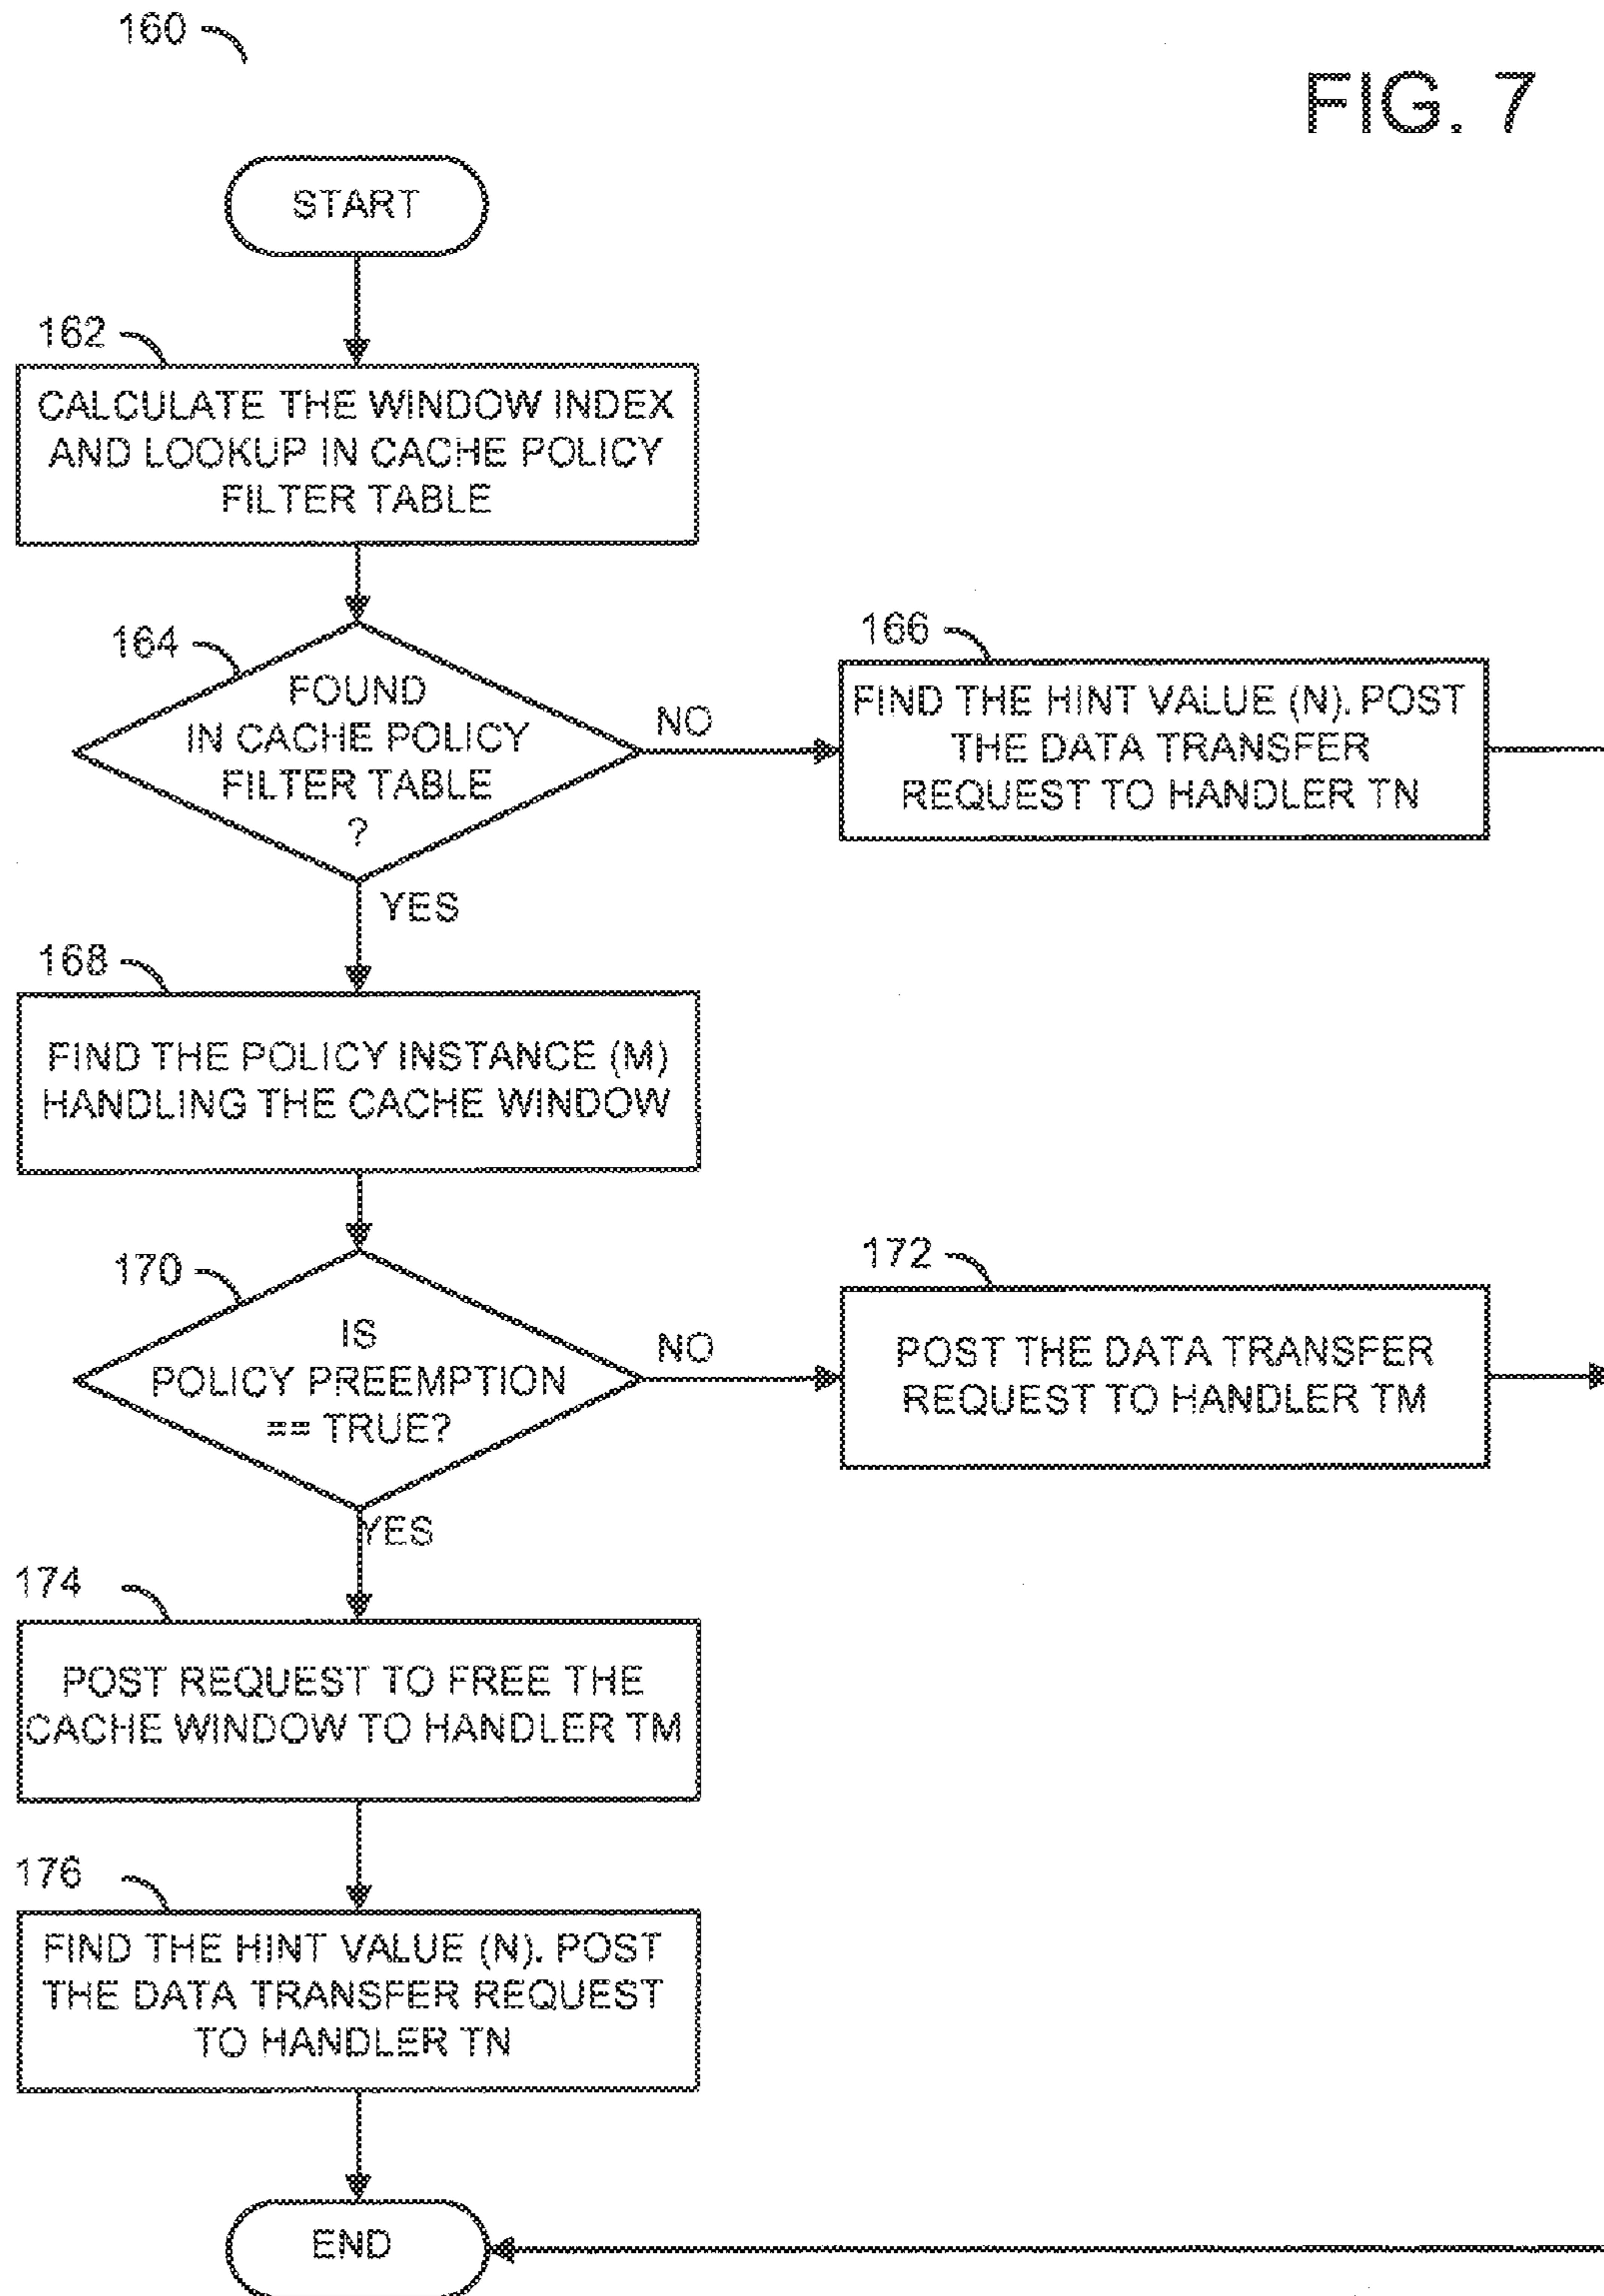 160
FIG. 7
START
162
CALCULATE THE WINDOW INDEX
AND LOOKUP IN CACHE POLICY
FILTER TABLE
164
FOUND
IN CACHE POLICY
FILTER TABLE
?
NO
166
FIND THE HINT VALUE (N). POST
THE DATA TRANSFER
REQUEST TO HANDLER TN
YES
168
FIND THE POLICY INSTANCE (M)
HANDLING THE CACHE WINDOW
170
IS
POLICY PREEMPTION
== TRUE?
NO
172
POST THE DATA TRANSFER
REQUEST TO HANDLER TM
YES
174
POST REQUEST TO FREE THE
CACHE WINDOW TO HANDLER TM
176
FIND THE HINT VALUE (N). POST
THE DATA TRANSFER REQUEST
TO HANDLER TN
END